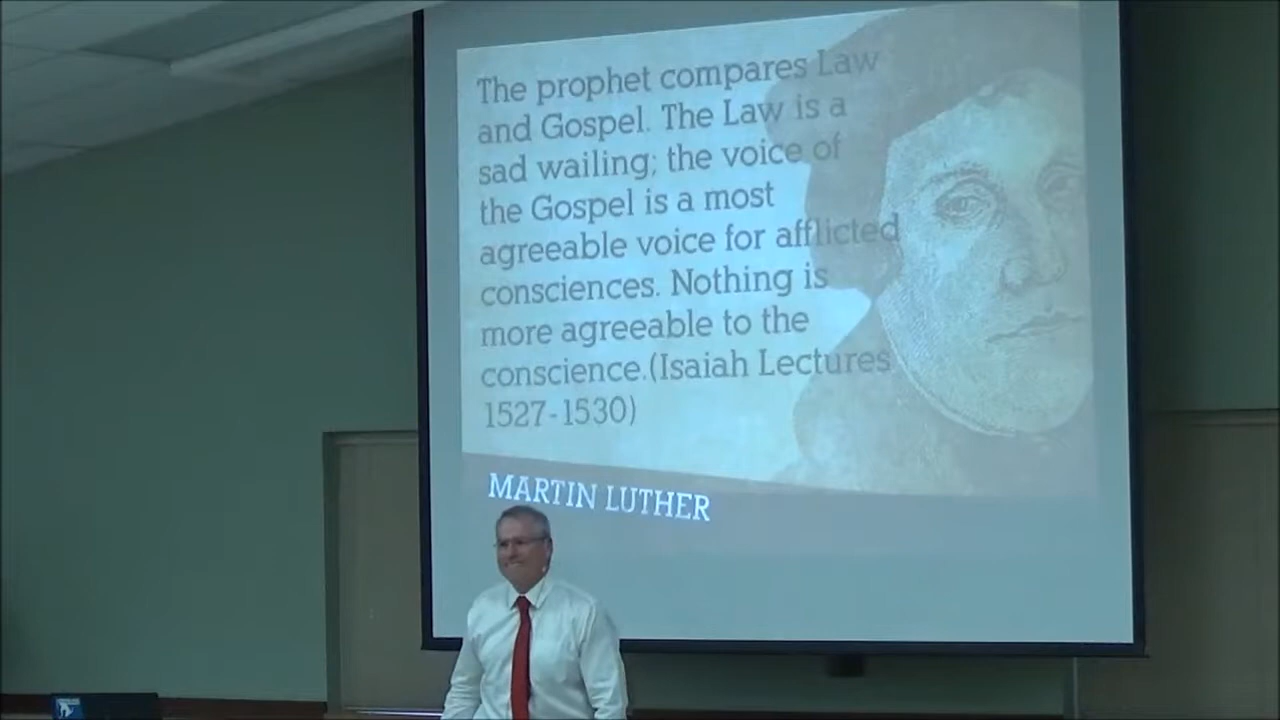 The prophet compares Law
and Gospel. The Law is a
sad wailing; the voice of
the Gospel is a most
agreeable voice for afflicted
consciences. Nothing is
more agreeable to the
conscience.(Isaiah Lectures
1527-1530)
MARTIN LUTHER